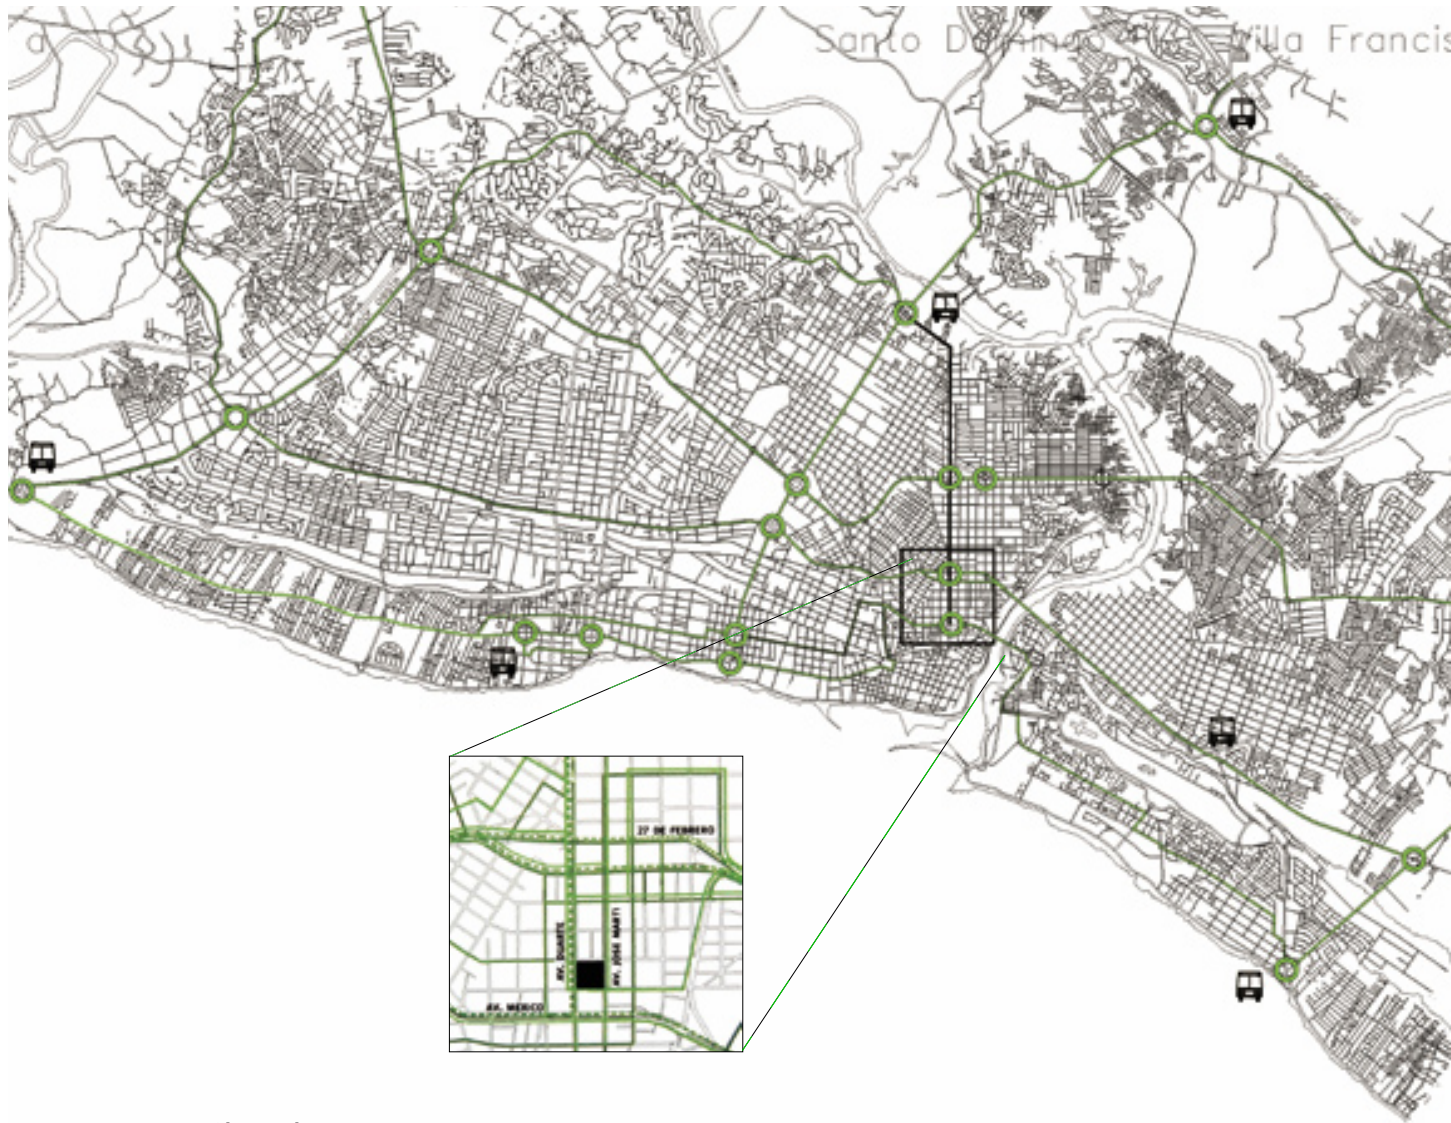 Santo Domingo Villa Francis
27 DE FEBRERO
AV. DUARTE
AV. JOSE MARTI
AV. MEXICO